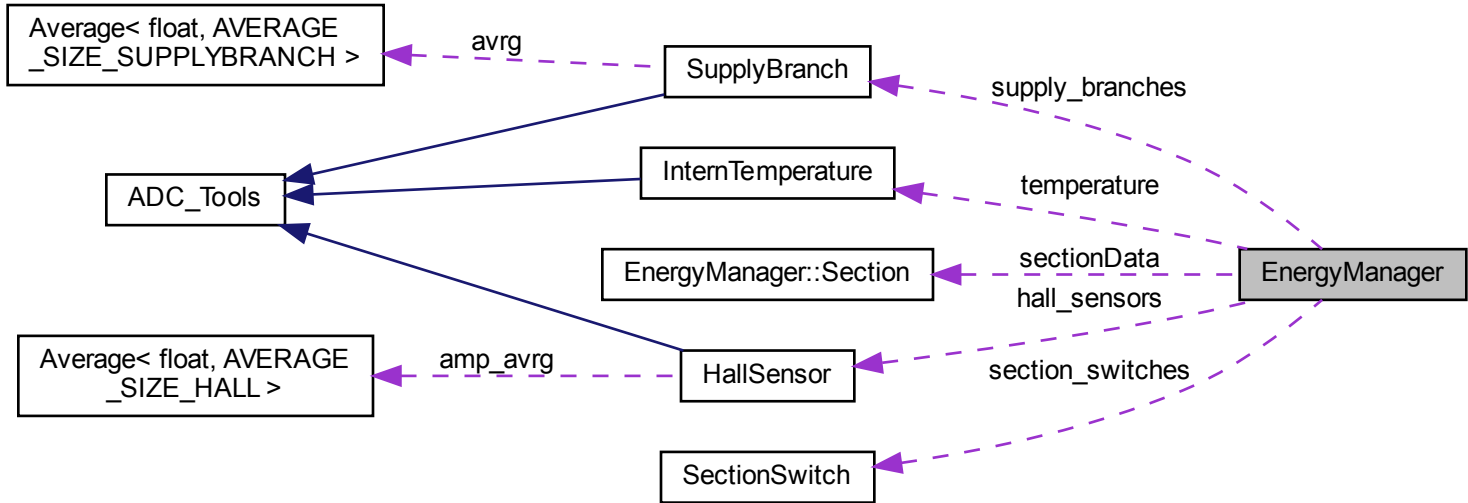 Average< float, AVERAGE
_SIZE_SUPPLYBRANCH >
avrg
SupplyBranch
supply_branches
InternTemperature
temperature
ADC_Tools
EnergyManager::Section
sectionData
EnergyManager
hall_sensors
Average< float, AVERAGE
_SIZE_HALL >
amp_avrg
HallSensor
section_switches
SectionSwitch